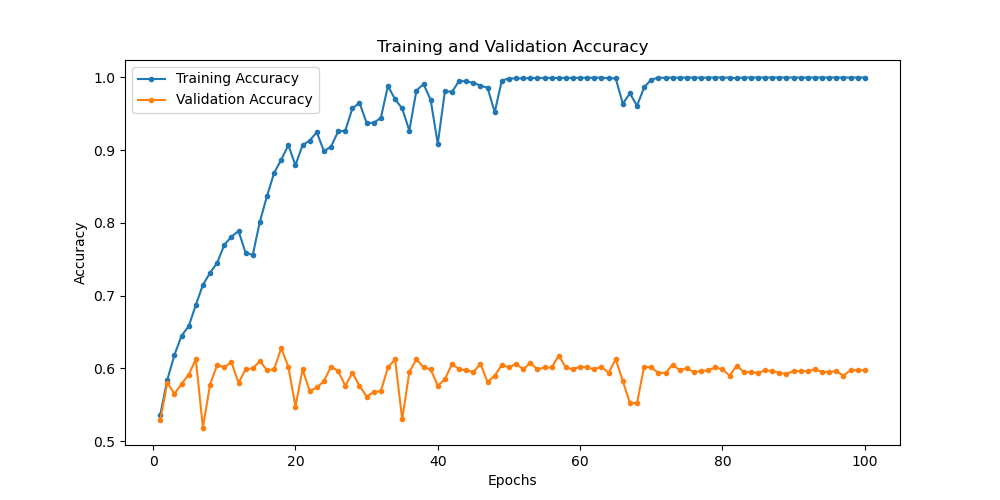 Training and Validation Accuracy
Training Accuracy
Validation Accuracy
1.0
0.9
0.8
0.7
0.6
0.5
Accuracy
0 20 40 60 80 100
Epochs